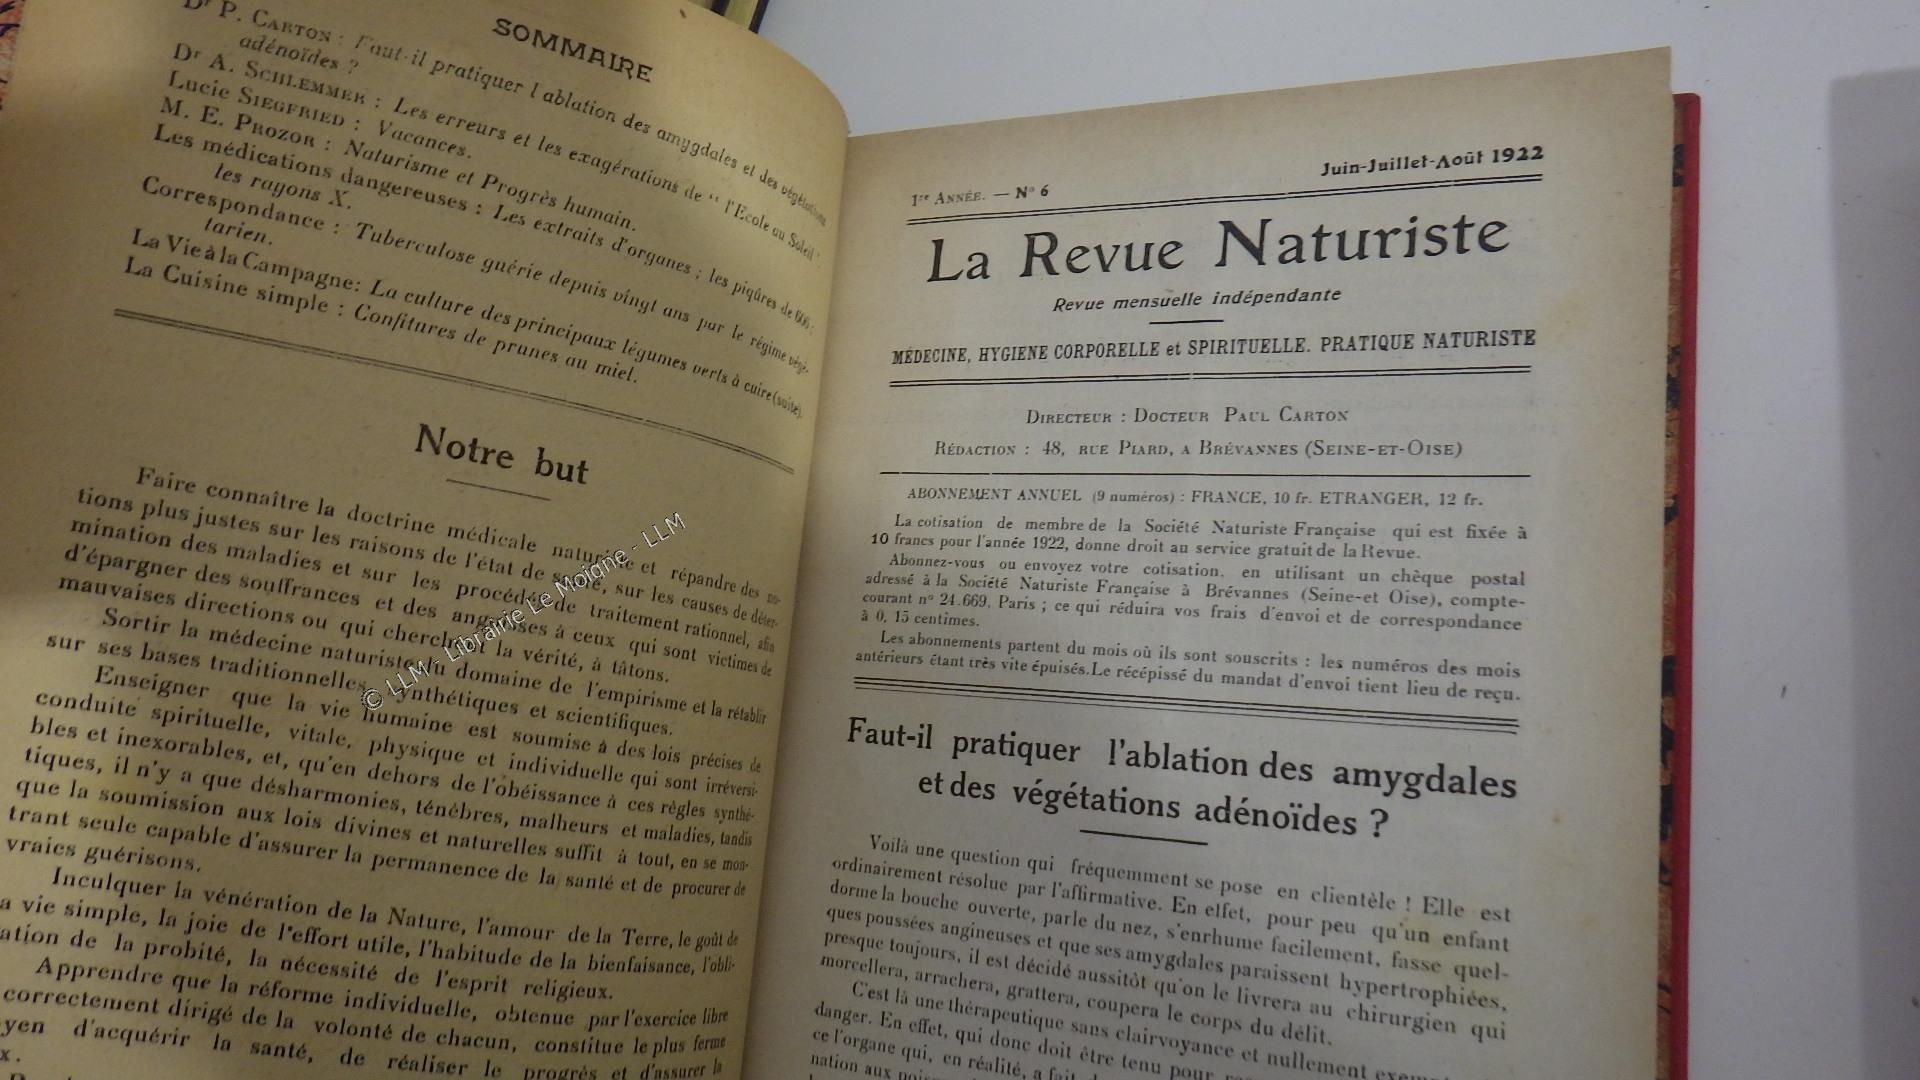 SOMMAIRE
Dr P. CARTON : Faut-il pratiquer l'ablation des amygdales et des végétations
adénoïdes ?
Dr A. SCHLEMMER : Les erreurs et les exagérations de " l'Ecole au Soleil ".
Lucie SIEGFRIED : Vacances.
M. E. PROZOR : Naturisme et Progrès humain.
Les médications dangereuses : Les extraits d'organes ; les piqûres de 606 ;
les rayons X.
Correspondance : Tuberculose guérie depuis vingt ans par le régime végé-
tarien.
La Vie à la Campagne : La culture des principaux légumes verts à cuire (suite).
La Cuisine simple : Confitures de prunes au miel.
Notre but
Faire connaître la doctrine médicale naturiste et répandre des no-
tions plus justes sur les raisons de l'état de santé, sur les causes de déter-
mination des maladies et sur les procédés de traitement rationnel, afin
d'épargner des souffrances et des angoisses à ceux qui sont victimes de
mauvaises directions ou qui cherchent la vérité, à tâtons.
Sortir la médecine naturiste du domaine de l'empirisme et la rétablir
sur ses bases traditionnelles, synthétiques et scientifiques.
Enseigner que la vie humaine est soumise à des lois précises de
conduite spirituelle, vitale, physique et individuelle qui sont irréversi-
bles et inexorables, et, qu'en dehors de l'obéissance à ces règles synthé-
tiques, il n'y a que désharmonies, ténèbres, malheurs et maladies, tandis
que la soumission aux lois divines et naturelles suffit à tout, en se mon-
trant seule capable d'assurer la permanence de la santé et de procurer de
vraies guérisons.
Inculquer la vénération de la Nature, l'amour de la Terre, le goût de
a vie simple, la joie de l'effort utile, l'habitude de la bienfaisance, l'obli-
ation de la probité, la nécessité de l'esprit religieux.
Apprendre que la réforme individuelle, obtenue par l'exercice libre
correctement dirigé de la volonté de chacun, constitue le plus ferme
yen d'acquérir la santé, de réaliser le progrès et d'assurer la
x.
© LLM - Librairie Le Moigne - LLM
1re ANNÉE. — No 6
Juin-Juillet-Août 1922
La Revue Naturiste
Revue mensuelle indépendante
MÉDECINE, HYGIENE CORPORELLE et SPIRITUELLE. PRATIQUE NATURISTE
DIRECTEUR : DOCTEUR PAUL CARTON
RÉDACTION : 48, RUE PIARD, A BRÉVANNES (SEINE-ET-OISE)
ABONNEMENT ANNUEL (9 numéros) : FRANCE, 10 fr. ETRANGER, 12 fr.
La cotisation de membre de la Société Naturiste Française qui est fixée à
10 francs pour l'année 1922, donne droit au service gratuit de la Revue.
Abonnez-vous ou envoyez votre cotisation. en utilisant un chèque postal
adressé à la Société Naturiste Française à Brévannes (Seine-et Oise), compte-
courant no 24.669, Paris ; ce qui réduira vos frais d'envoi et de correspondance
à 0, 15 centimes.
Les abonnements partent du mois où ils sont souscrits : les numéros des mois
antérieurs étant très vite épuisés. Le récépissé du mandat d'envoi tient lieu de reçu.
Faut-il pratiquer l'ablation des amygdales
et des végétations adénoïdes ?
Voilà une question qui fréquemment se pose en clientèle ! Elle est
ordinairement résolue par l'affirmative. En effet, pour peu qu'un enfant
dorme la bouche ouverte, parle du nez, s'enrhume facilement, fasse quel-
ques poussées angineuses et que ses amygdales paraissent hypertrophiées,
presque toujours, il est décidé aussitôt qu'on le livrera au chirurgien qui
morcellera, arrachera, grattera, coupera le corps du délit.
C'est là une thérapeutique sans clairvoyance et nullement
danger. En effet, qui donc doit être tenu pour
ce l'organe qui, en réalité, a fait
nation aux